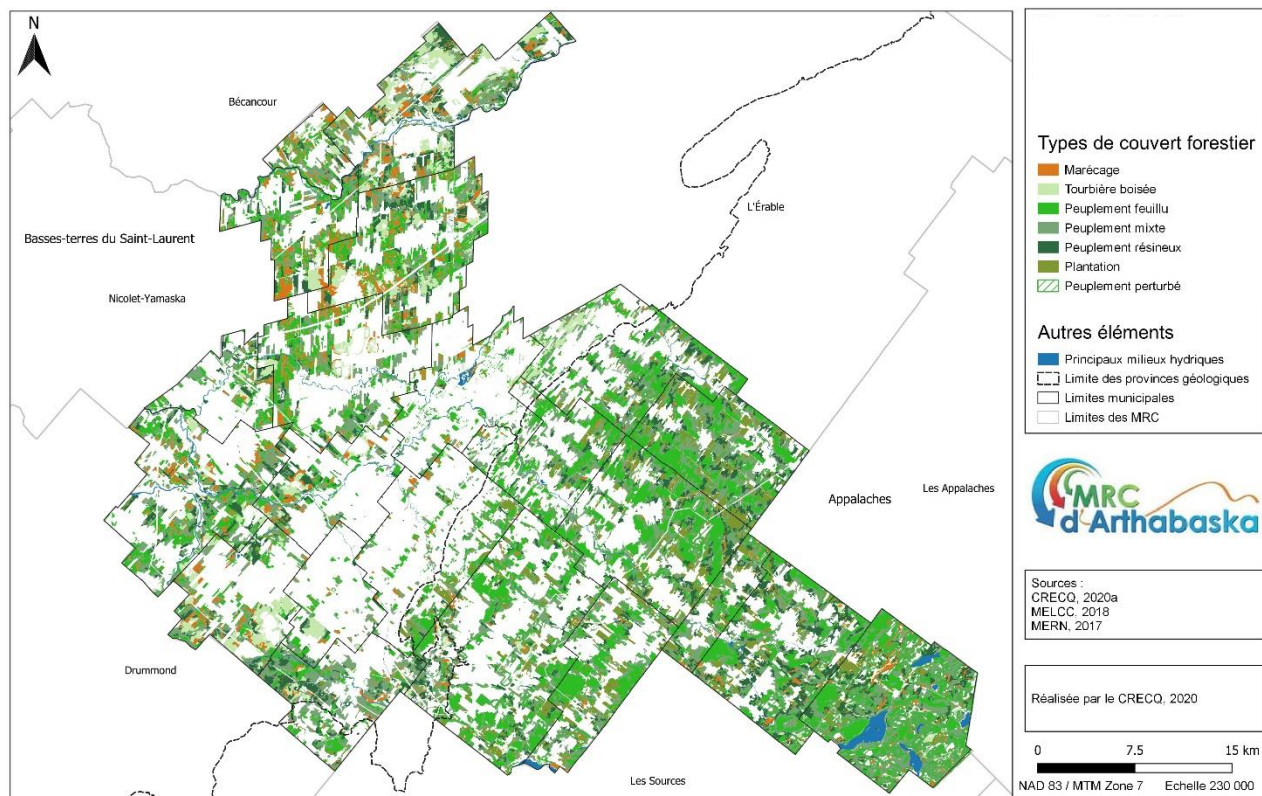 N
Bécancour
L'Érable
Basses-terres du Saint-Laurent
Nicolet-Yamaska
Appalaches
Les Appalaches
Drummond
Les Sources
Types de couvert forestier
Marécage
Tourbière boisée
Peuplement feuillu
Peuplement mixte
Peuplement résineux
Plantation
Peuplement perturbé
Autres éléments
Principaux milieux hydriques
Limite des provinces géologiques
Limites municipales
Limites des MRC
MRC
d'Arthabaska
Sources :
CRECQ, 2020a
MELCC, 2018
MERN, 2017
Réalisée par le CRECQ, 2020
0 7.5 15 km
NAD 83 / MTM Zone 7 Echelle 230 000